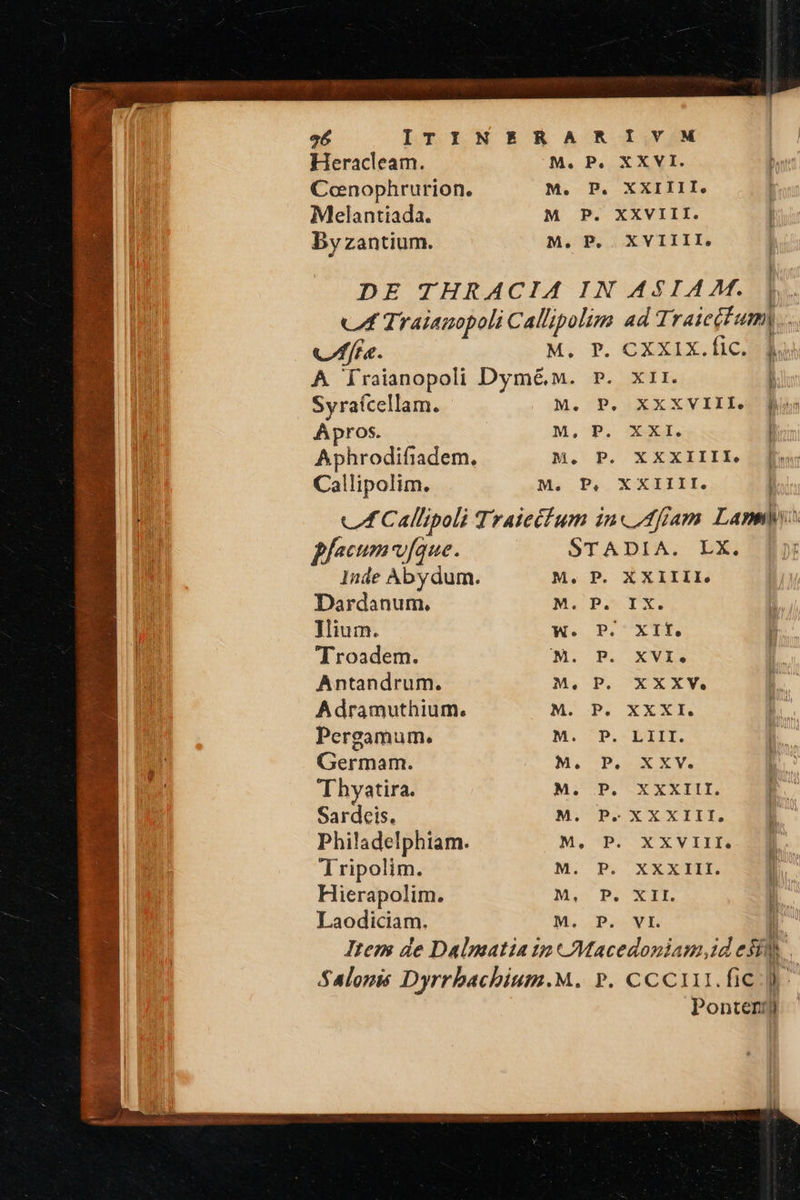 96 ITINERARIVM
Heracleam. M. P. XXVI.
Cœnophrurion. M. P. XXIIII.
Melantiada. M P. XXVIII.
Byzantium. M. P. XVIIII.
DE THRACIA IN ASIAM.
A Traianopoli Callipolim ad Traiectum
Asiæ. M. P. CXXIX. ſic.
A Traianopoli Dymé, M. P. XII.
Syraſcellam. M. P. XXXVIII.
Apros. M. P. XXI.
Aphrodiſiadem. M. P. XXXIIII.
Callipolim. M. P. XXIIII.
A Callipoli Traiectum in Aſiam Lam
pſacum vſque. STADIA. LX.
Inde Abydum. M. P. XXIIII.
Dardanum. M. P. IX.
Ilium. M. P. XII.
Troadem. M. P. XVI.
Antandrum. M. P. XXXV.
Adramuthium. M. P. XXXI.
Pergamum. M. P. LIII.
Germam. M. P. XXV.
Thyatira. M. P. XXXIII.
Sardeis. M. P. XXXIII.
Philadelphiam. M. P. XXVIII.
Tripolim. M. P. XXXIII.
Hierapolim. M. P. XII.
Laodiciam. M. P. VI.
Item de Dalmatia in Macedoniam, id eſt
Salonis Dyrrhachium. M. P. CCCIII. ſic
Pontem